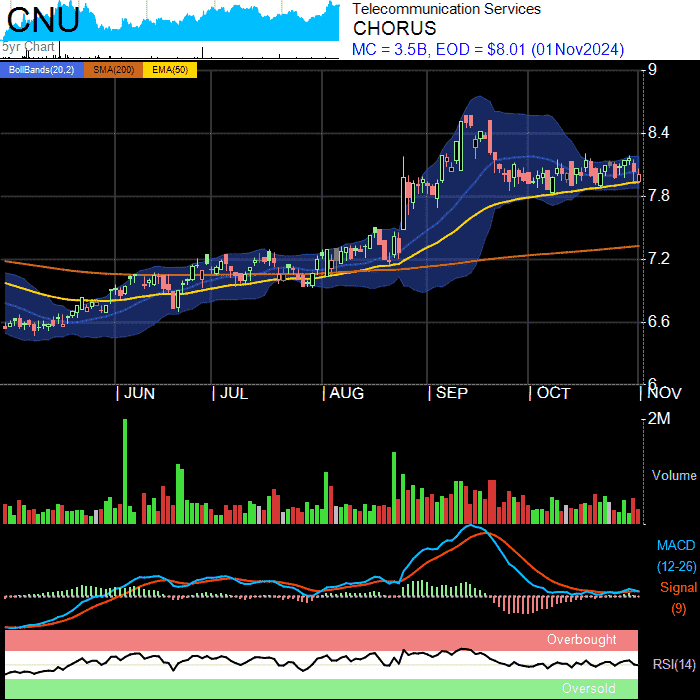 CNU
5yr Chart
Telecommunication Services
CHORUS
MC = 3.5B, EOD = $8.01 (01Nov2024)
BollBands(20,2) SMA(200) EMA(50)
9
8.4
7.8
7.2
6.6
6
JUN JUL AUG SEP OCT NOV
2M
Volume
MACD
(12-26)
Signal
(9)
Overbought
RSI(14)
Oversold